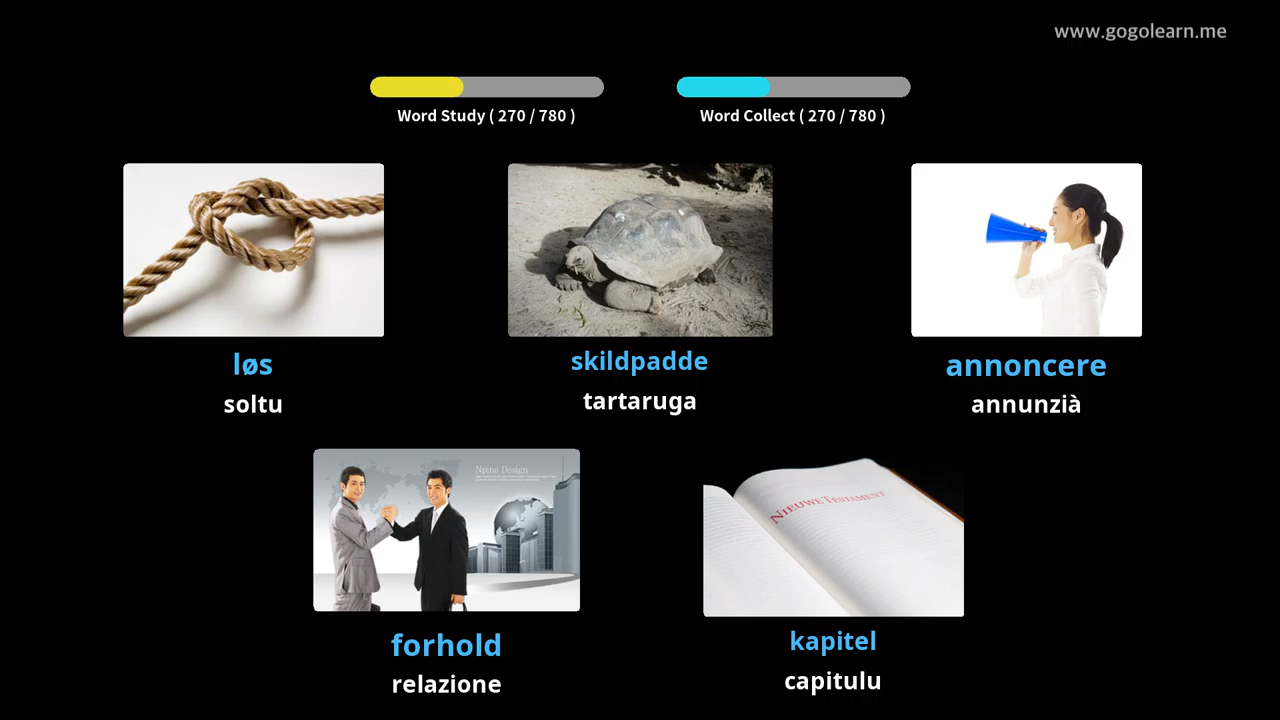 www.gogolearn.me
Word Study ( 270 / 780 )
Word Collect ( 270 / 780 )
løs
soltu
skildpadde
tartaruga
annoncere
annunzià
Npine Design
forhold
relazione
NIEUWE TESTAMENT
kapitel
capitulu